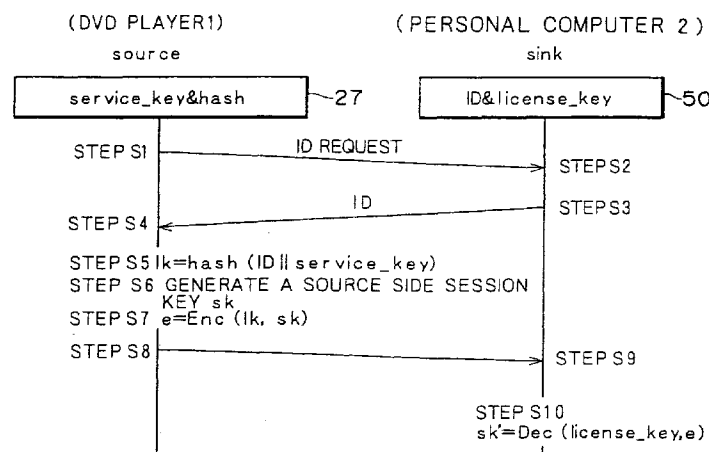 (DVD PLAYER1) (PERSONAL COMPUTER 2)
source sink
service_key&hash 27 ID&license_key 50
STEP S1 ID REQUEST STEP S2
ID STEP S3
STEP S4
STEP S5 lk=hash (ID || service_key)
STEP S6 GENERATE A SOURCE SIDE SESSION
KEY sk
STEP S7 e=Enc (lk, sk)
STEP S8 STEP S9
STEP S10
sk'=Dec (license_key,e)